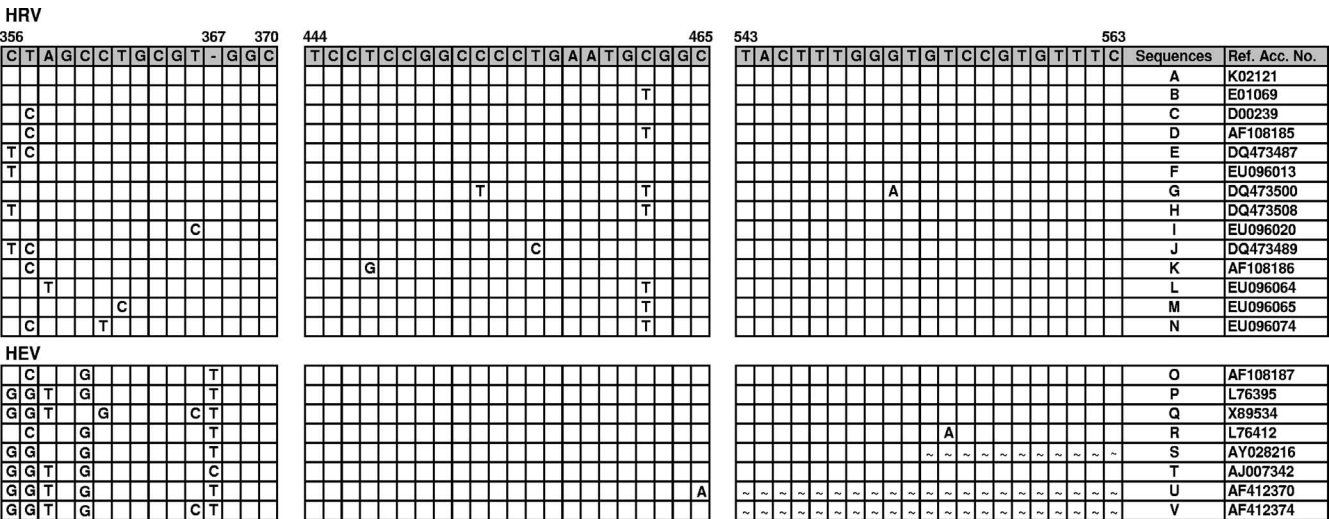 HRV
356 367 370 444 465 543 563
C T A G C C T G C G T - G G C T C C T C C G G C C C C T G A A T G C G G C T A C T T T G G G T G T C C G T G T T T C Sequences Ref. Acc. No.
A K02121
T B E01069
C C D00239
C T D AF108185
T C E DQ473487
T F EU096013
T T A G DQ473500
T T H DQ473508
C I EU096020
T C C J DQ473489
C G K AF108186
T T L EU096064
C T M EU096065
C T T N EU096074
HEV
C G T O AF108187
G G T G T P L76395
G G T G C T Q X89534
C G T A R L76412
G G G T ~ ~ ~ ~ ~ ~ ~ ~ ~ ~ ~ S AY028216
G G T G C T AJ007342
G G T G T A ~ ~ ~ ~ ~ ~ ~ ~ ~ ~ ~ ~ ~ ~ ~ ~ ~ ~ ~ ~ ~ U AF412370
G G T G C T ~ ~ ~ ~ ~ ~ ~ ~ ~ ~ ~ ~ ~ ~ ~ ~ ~ ~ ~ ~ ~ V AF412374